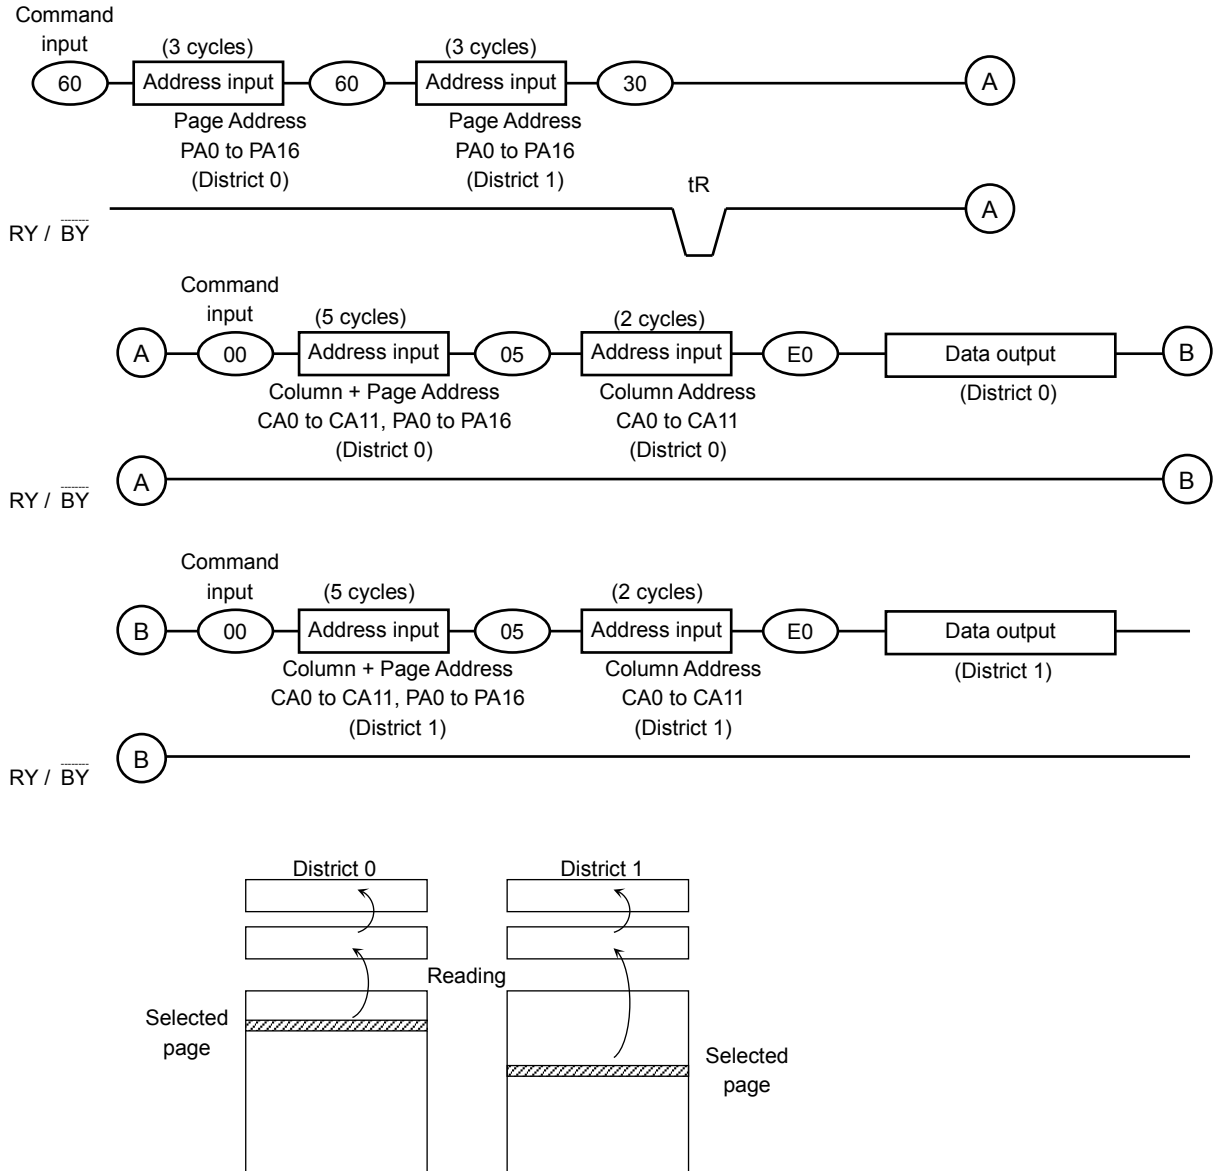 Command
input
(3 cycles)
(3 cycles)
60
Address input
60
Address input
30
A
Page Address
PA0 to PA16
(District 0)
Page Address
PA0 to PA16
(District 1)
tR
A
RY / BY
Command
input
(5 cycles)
(2 cycles)
A
00
Address input
05
Address input
E0
Data output
B
Column + Page Address
CA0 to CA11, PA0 to PA16
(District 0)
Column Address
CA0 to CA11
(District 0)
(District 0)
A
B
RY / BY
Command
input
(5 cycles)
(2 cycles)
B
00
Address input
05
Address input
E0
Data output
Column + Page Address
CA0 to CA11, PA0 to PA16
(District 1)
Column Address
CA0 to CA11
(District 1)
(District 1)
B
RY / BY
District 0
District 1
Reading
Selected
page
Selected
page